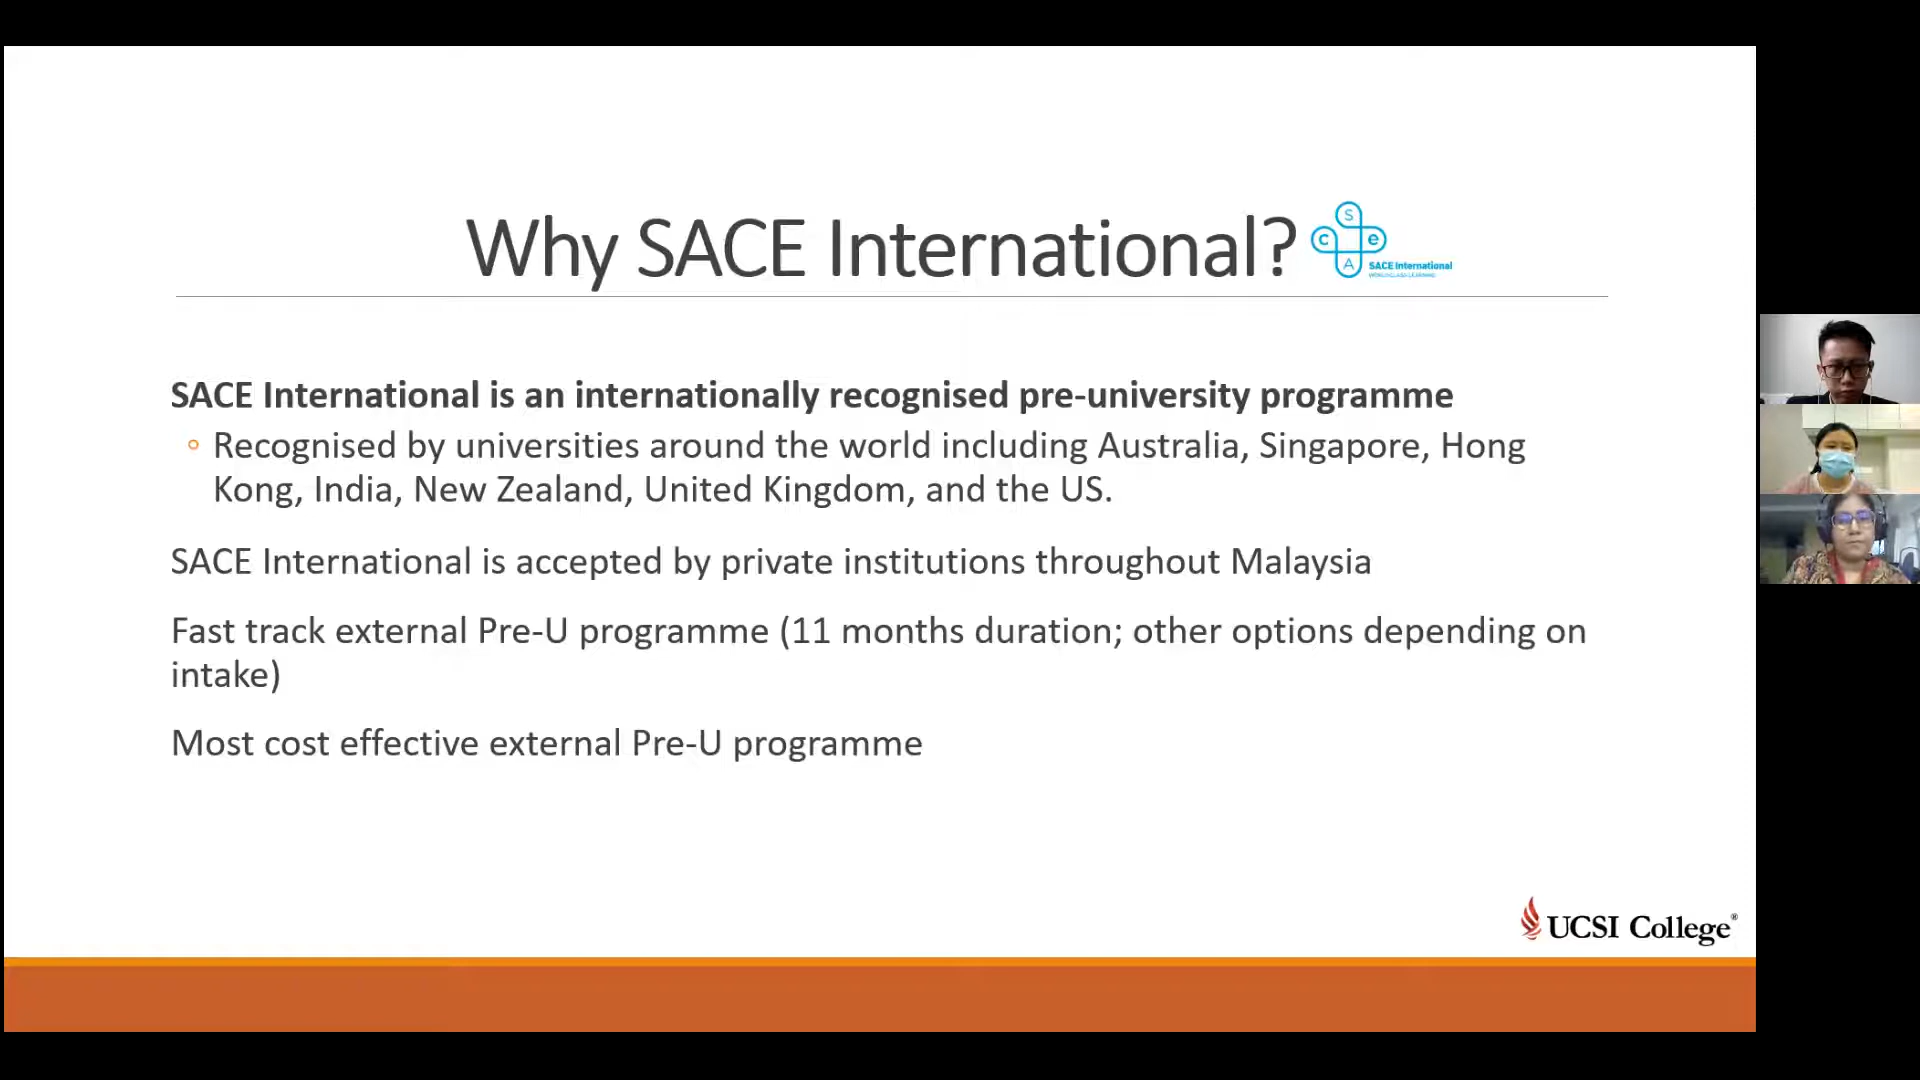 Why SACE International?
S
C e
A
SACE International
WORLD CLASS LEARNING
SACE International is an internationally recognised pre-university programme
◦ Recognised by universities around the world including Australia, Singapore, Hong
Kong, India, New Zealand, United Kingdom, and the US.
SACE International is accepted by private institutions throughout Malaysia
Fast track external Pre-U programme (11 months duration; other options depending on
intake)
Most cost effective external Pre-U programme
UCSI College®